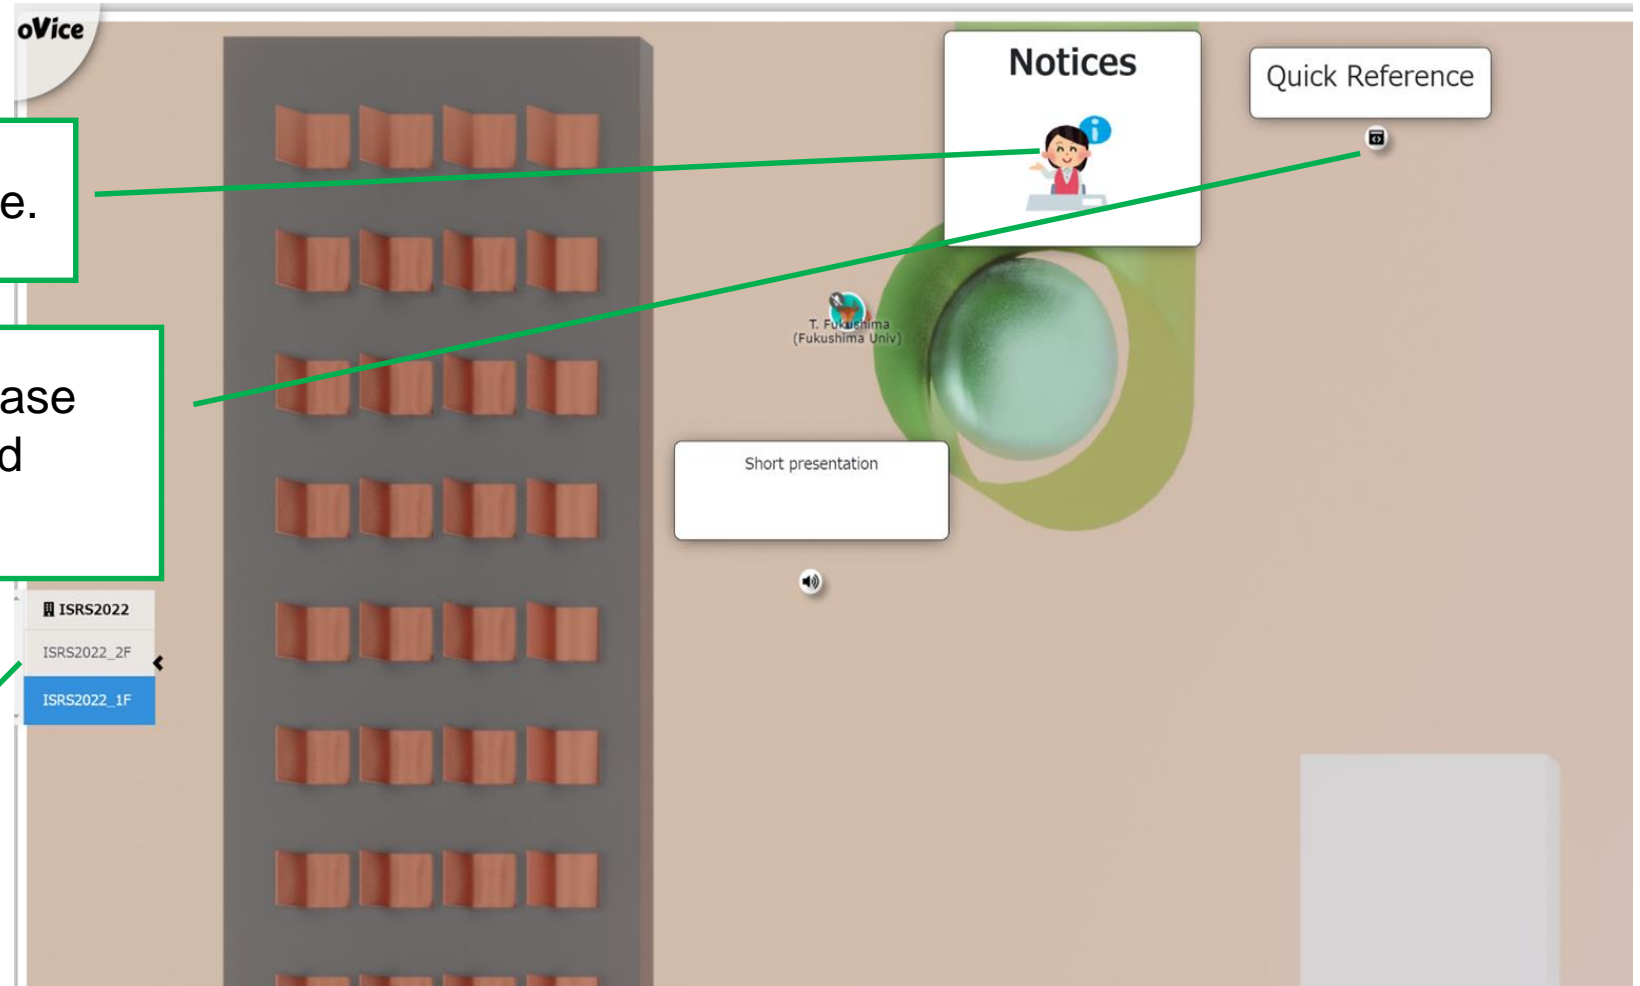 oVice
Notices
Quick Reference
e.
T. Fukushima
(Fukushima Univ)
ase
d
Short presentation
ISRS2022
ISRS2022_2F
ISRS2022_1F